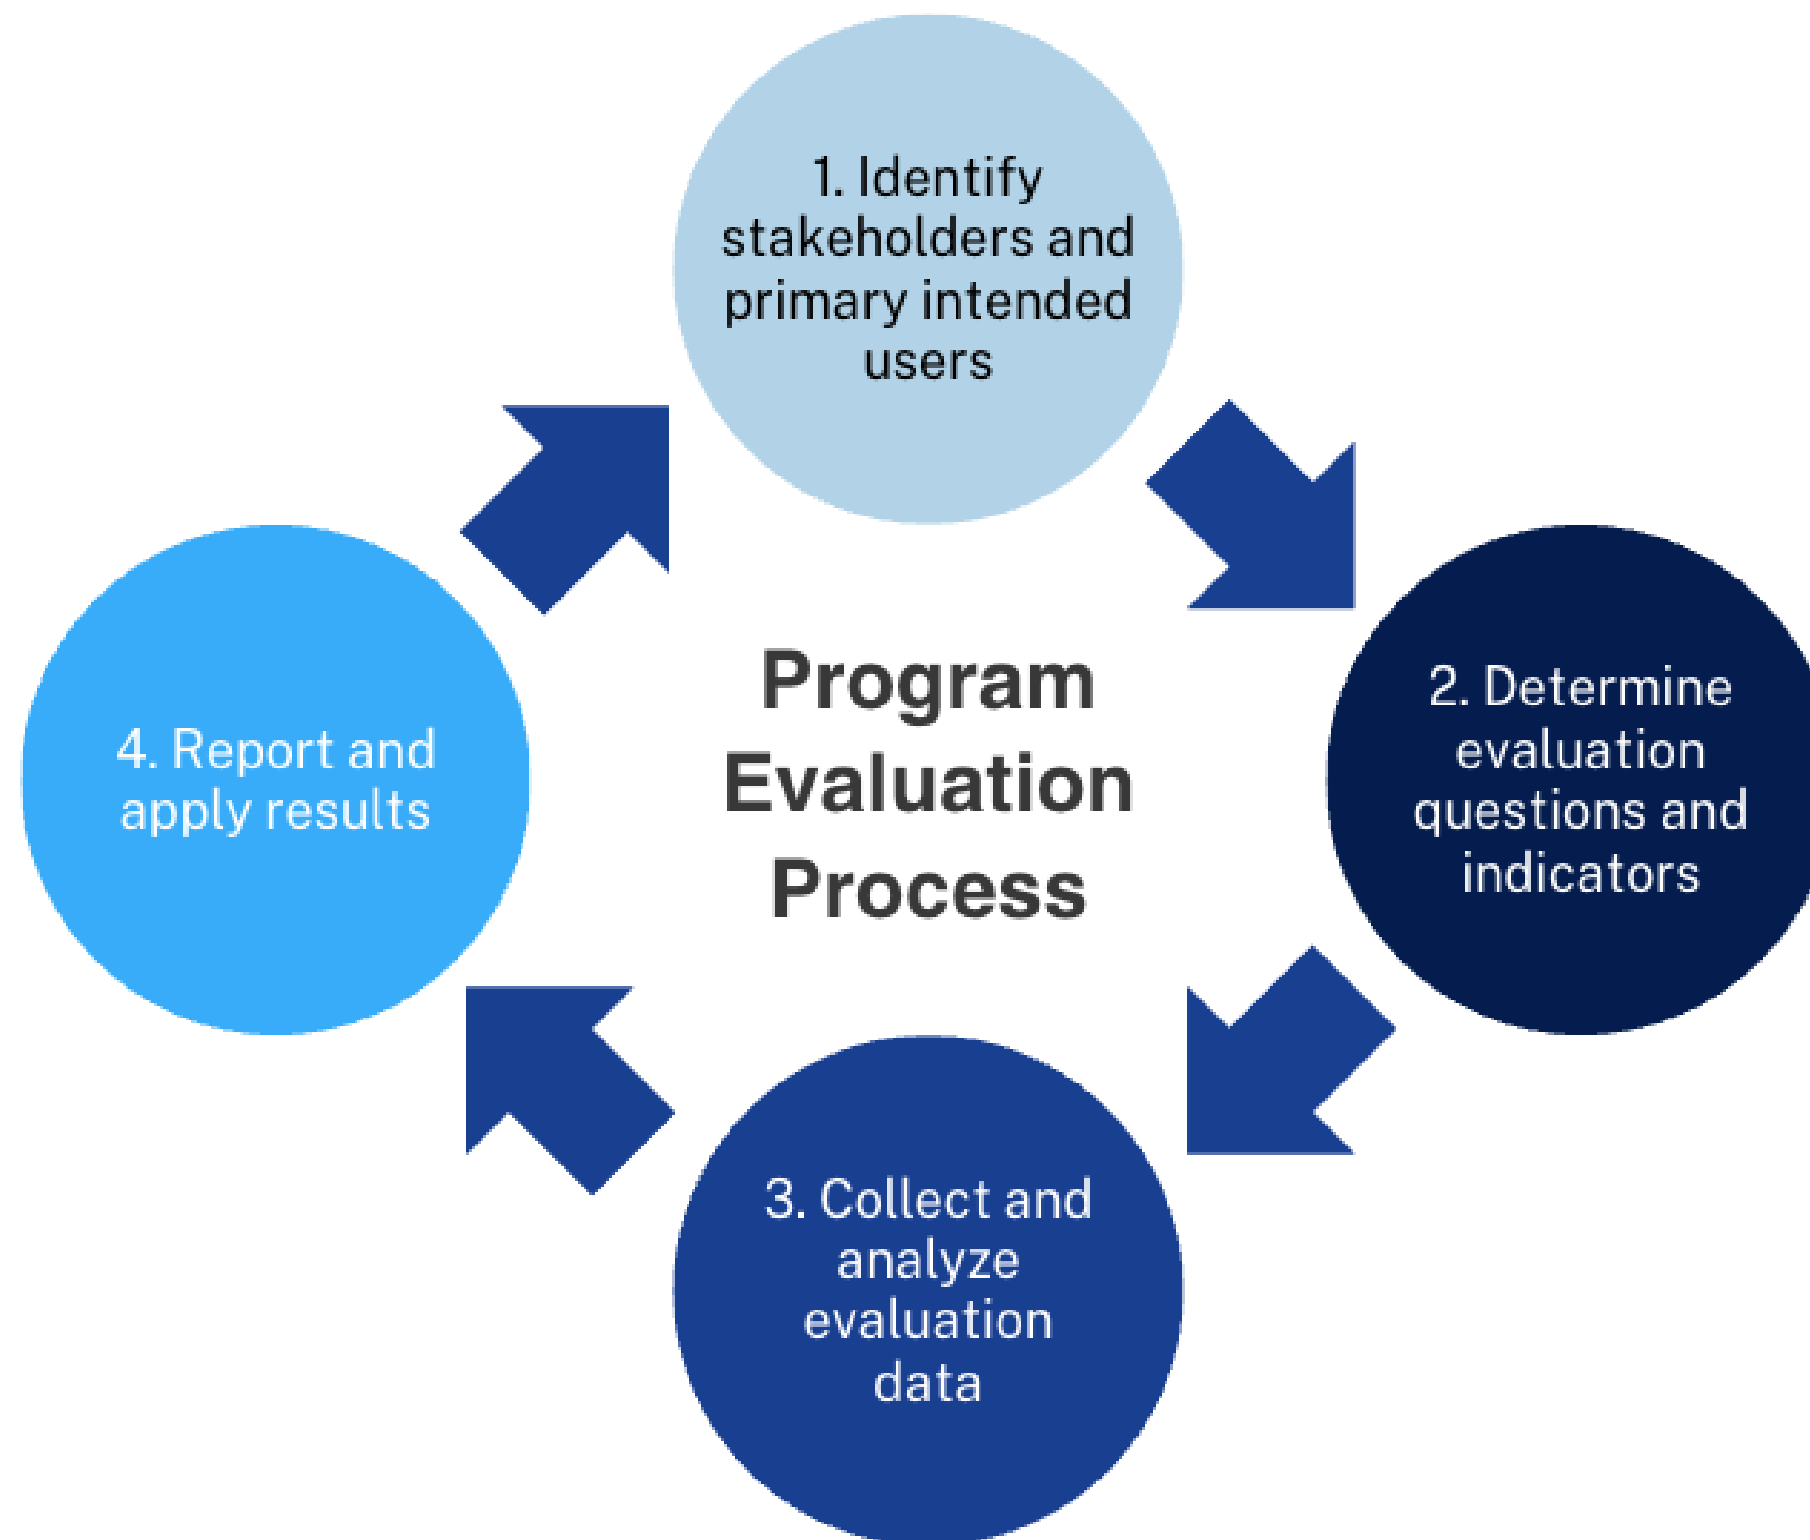 1. Identify
stakeholders and
primary intended
users
2. Determine
evaluation
questions and
indicators
3. Collect and
analyze
evaluation
data
4. Report and
apply results
Program
Evaluation
Process